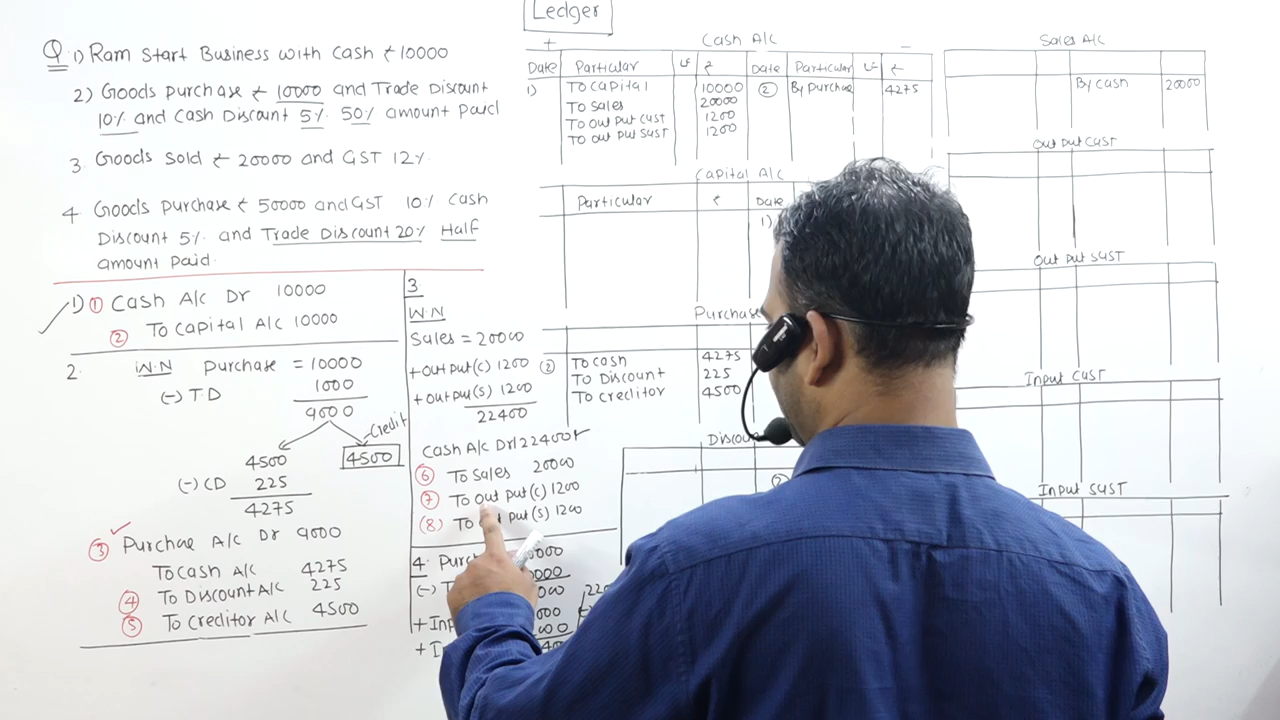 Ledger
Q. 1) Ram Start Business with Cash ₹ 10000
2) Goods purchase ₹ 10000 and Trade Discount
10% and Cash Discount 5% 50% amount Paid
3. Goods Sold ₹ 20000 and GST 12%
4 Goods purchase ₹ 50000 and GST 10% Cash
Discount 5% and Trade Discount 20% Half
amount Paid.
1) ① Cash A/C Dr 10000
② To Capital A/C 10000
2. W.N Purchase = 10000
(-) T.D 1000
9000
Credit
4500 4500
(-) CD 225
4275
③ Purchase A/C Dr 9000
To Cash A/C 4275
④ To Discount A/C 225
⑤ To Creditor A/C 4500
3.
W.N
Sales = 20000
+ out put (C) 1200
+ out put (S) 1200
22400
Cash A/C Dr 22400
⑥ To Sales 20000
⑦ To out put (C) 1200
(8) To put (S) 1200
4.
(-)
+
+
Cash A/C
+ -
Date Particular LF ₹ Date Particular LF ₹
1) To Capital 10000 ② By Purchase 4275
To Sales 20000
To out put CGST 1200
To out put SGST 1200
Capital A/C
Particular ₹ Date
1)
Purchase
② To Cash 4275
To Discount 225
To Creditor 4500
②
Sales A/C
By Cash 20000
Out put CGST
Out put SGST
Input CGST
Input SGST